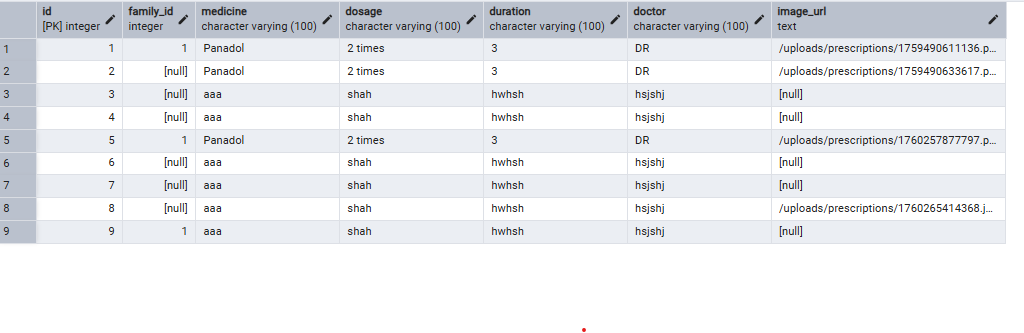 id family_id medicine dosage duration doctor image_url
[PK] integer integer character varying (100) character varying (100) character varying (100) character varying (100) text
1 1 1 Panadol 2 times 3 DR /uploads/prescriptions/1759490611136.p...
2 2 [null] Panadol 2 times 3 DR /uploads/prescriptions/1759490633617.p...
3 3 [null] aaa shah hwhsh hsjshj [null]
4 4 [null] aaa shah hwhsh hsjshj [null]
5 5 1 Panadol 2 times 3 DR /uploads/prescriptions/1760257877797.p...
6 6 [null] aaa shah hwhsh hsjshj [null]
7 7 [null] aaa shah hwhsh hsjshj [null]
8 8 [null] aaa shah hwhsh hsjshj /uploads/prescriptions/1760265414368.j...
9 9 1 aaa shah hwhsh hsjshj [null]